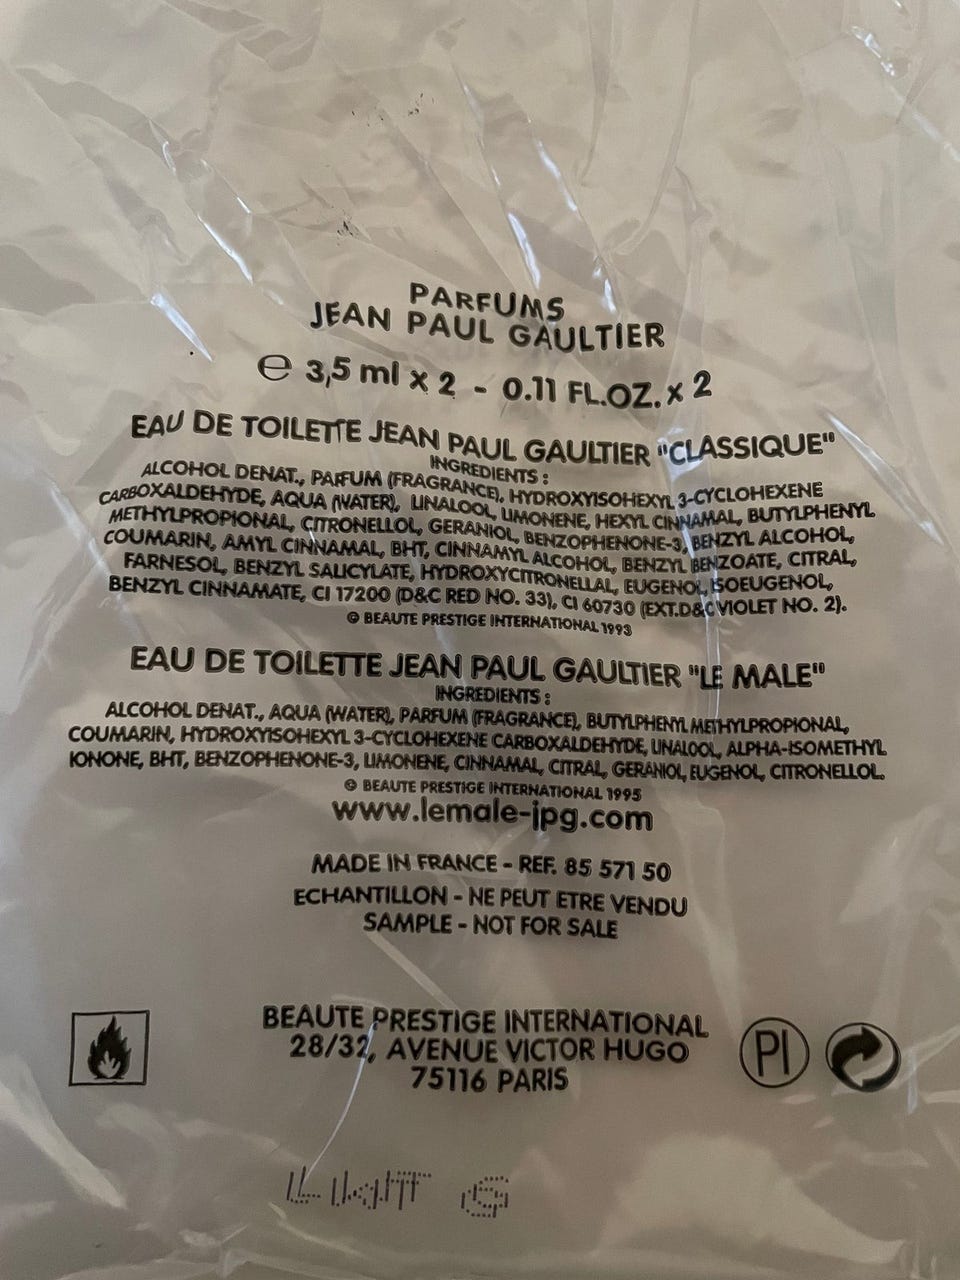 PARFUMS
JEAN PAUL GAULTIER
℮ 3,5 ml x 2 - 0.11 FL.OZ. x 2
EAU DE TOILETTE JEAN PAUL GAULTIER "CLASSIQUE"
INGREDIENTS :
ALCOHOL DENAT., PARFUM (FRAGRANCE), HYDROXYISOHEXYL 3-CYCLOHEXENE
CARBOXALDEHYDE, AQUA (WATER), LINALOOL, LIMONENE, HEXYL CINNAMAL, BUTYLPHENYL
METHYLPROPIONAL, CITRONELLOL, GERANIOL, BENZOPHENONE-3, BENZYL ALCOHOL,
COUMARIN, AMYL CINNAMAL, BHT, CINNAMYL ALCOHOL, BENZYL BENZOATE, CITRAL,
FARNESOL, BENZYL SALICYLATE, HYDROXYCITRONELLAL, EUGENOL, ISOEUGENOL,
BENZYL CINNAMATE, CI 17200 (D&C RED NO. 33), CI 60730 (EXT.D&C VIOLET NO. 2).
© BEAUTE PRESTIGE INTERNATIONAL 1993
EAU DE TOILETTE JEAN PAUL GAULTIER "LE MALE"
INGREDIENTS :
ALCOHOL DENAT., AQUA (WATER), PARFUM (FRAGRANCE), BUTYLPHENYL METHYLPROPIONAL,
COUMARIN, HYDROXYISOHEXYL 3-CYCLOHEXENE CARBOXALDEHYDE, LINALOOL, ALPHA-ISOMETHYL
IONONE, BHT, BENZOPHENONE-3, LIMONENE, CINNAMAL, CITRAL, GERANIOL, EUGENOL, CITRONELLOL.
© BEAUTE PRESTIGE INTERNATIONAL 1995
www.lemale-jpg.com
MADE IN FRANCE - REF. 85 571 50
ECHANTILLON - NE PEUT ETRE VENDU
SAMPLE - NOT FOR SALE
BEAUTE PRESTIGE INTERNATIONAL
28/32, AVENUE VICTOR HUGO
75116 PARIS
PI